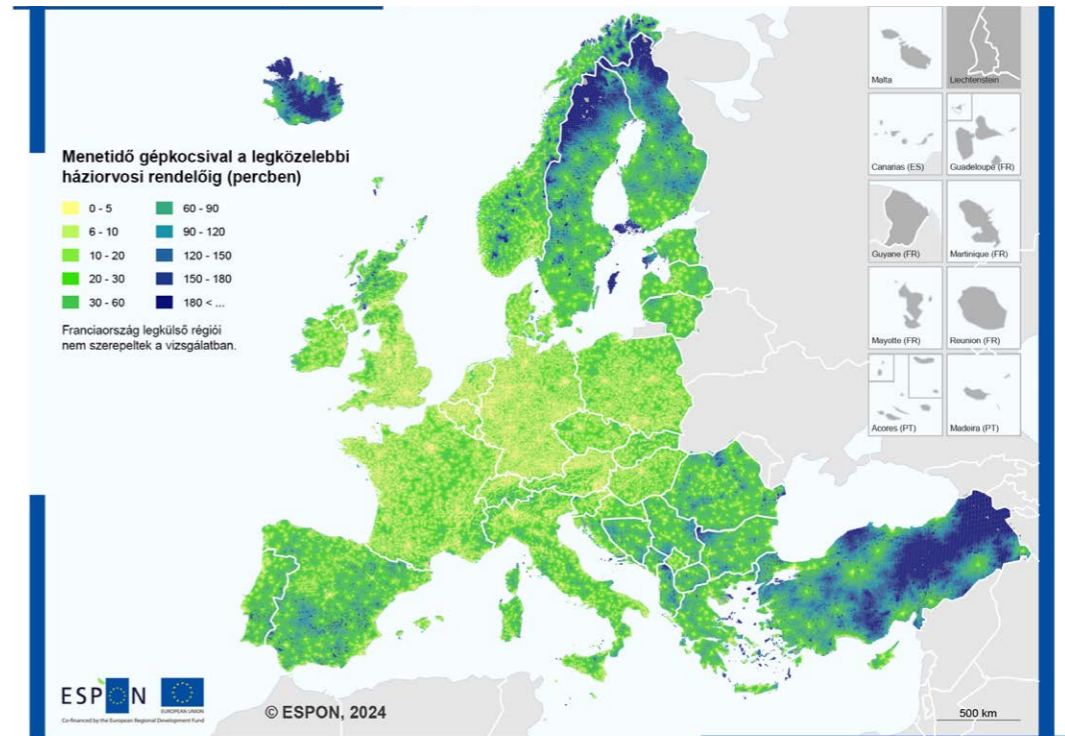 Menetidő gépkocsival a legközelebbi
háziorvosi rendelőig (percben)
0 - 5
6 - 10
10 - 20
20 - 30
30 - 60
60 - 90
90 - 120
120 - 150
150 - 180
180 < ...
Franciaország legkülső régiói
nem szerepeltek a vizsgálatban.
Malta
Liechtenstein
Canarias (ES)
Guadeloupe (FR)
Guyane (FR)
Martinique (FR)
Mayotte (FR)
Reunion (FR)
Acores (PT)
Madeira (PT)
ESPON
EUROPEAN UNION
Co-financed by the European Regional Development Fund
© ESPON, 2024
500 km